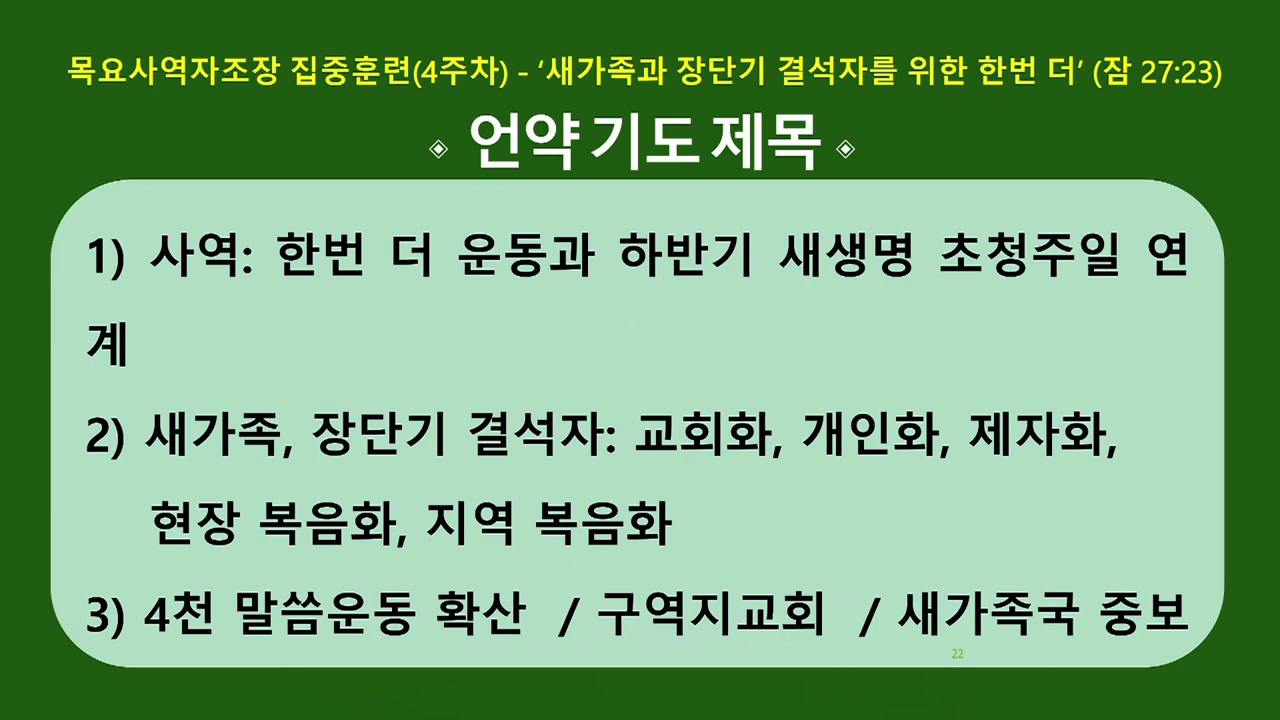 목요사역자조장 집중훈련(4주차) - ‘새가족과 장단기 결석자를 위한 한번 더’ (잠 27:23)
◈ 언약 기도 제목 ◈
1) 사역: 한번 더 운동과 하반기 새생명 초청주일 연
계
2) 새가족, 장단기 결석자: 교회화, 개인화, 제자화,
현장 복음화, 지역 복음화
3) 4천 말씀운동 확산 / 구역지교회 / 새가족국 중보
22